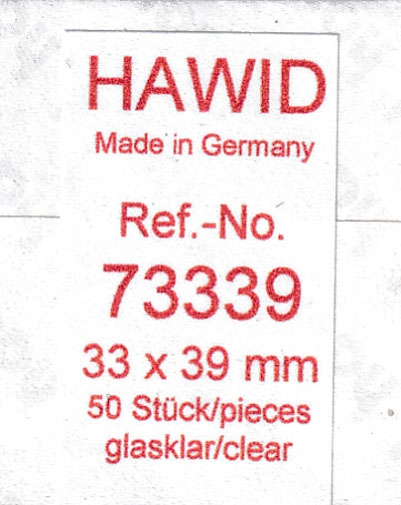 HAWID
Made in Germany
Ref.-No.
73339
33 x 39 mm
50 Stück/pieces
glasklar/clear